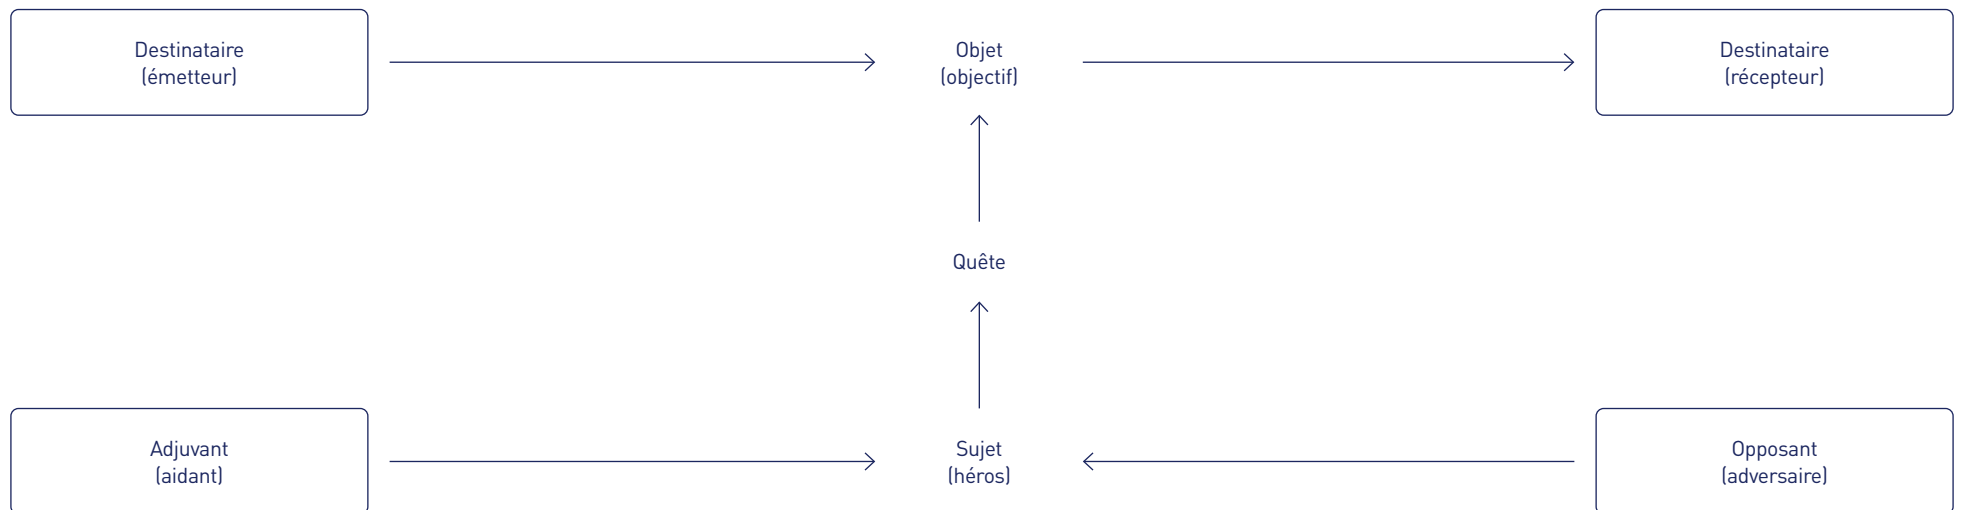 Destinataire
(émetteur)
Objet
(objectif)
Destinataire
(récepteur)
Quête
Adjuvant
(aidant)
Sujet
(héros)
Opposant
(adversaire)